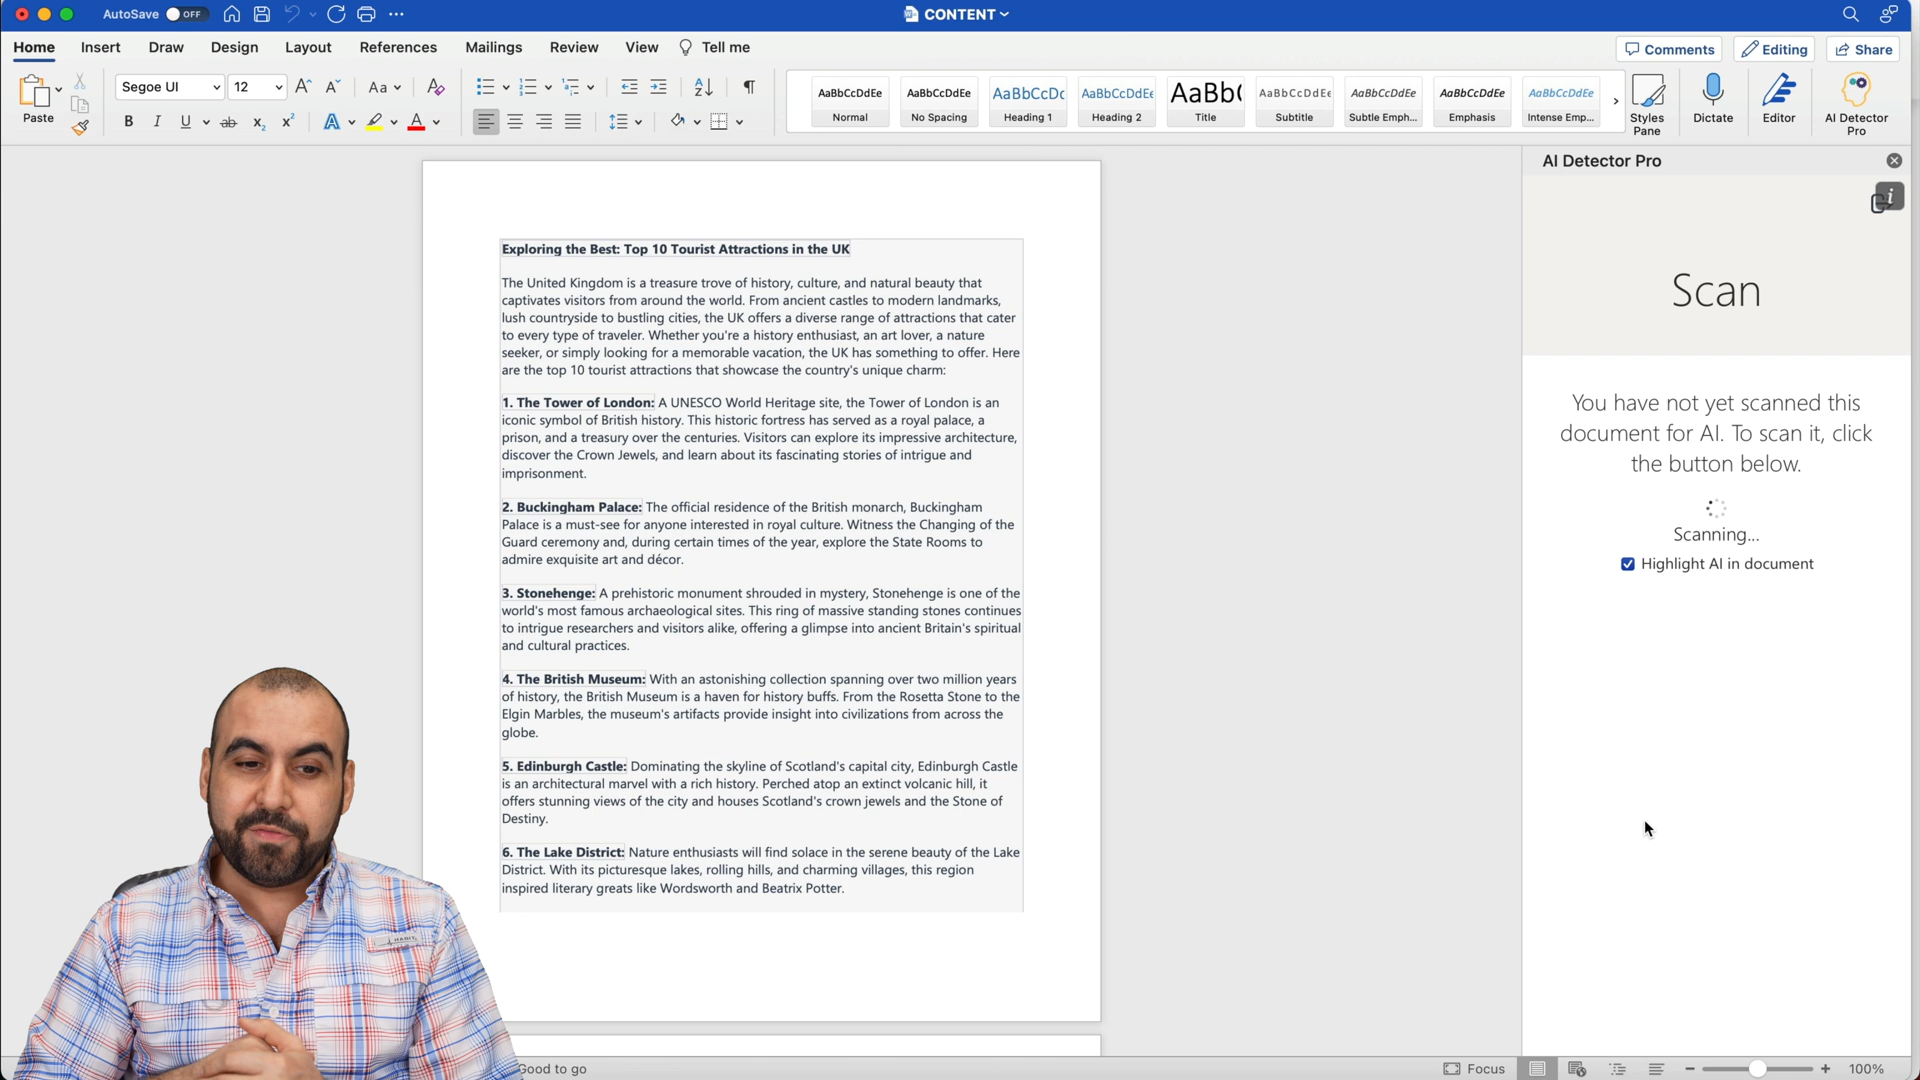 AutoSave OFF
CONTENT
Home Insert Draw Design Layout References Mailings Review View Tell me
Comments Editing Share
Paste
Segoe UI 12
Aa
B I U ab x₂ x² A A
AaBbCcDdEe Normal
AaBbCcDdEe No Spacing
AaBbCcDc Heading 1
AaBbCcDdEe Heading 2
AaBb( Title
AaBbCcDdEe Subtitle
AaBbCcDdEe Subtle Emph...
AaBbCcDdEe Emphasis
AaBbCcDdEe Intense Emp...
Styles Pane
Dictate
Editor
AI Detector Pro
Exploring the Best: Top 10 Tourist Attractions in the UK
The United Kingdom is a treasure trove of history, culture, and natural beauty that
captivates visitors from around the world. From ancient castles to modern landmarks,
lush countryside to bustling cities, the UK offers a diverse range of attractions that cater
to every type of traveler. Whether you're a history enthusiast, an art lover, a nature
seeker, or simply looking for a memorable vacation, the UK has something to offer. Here
are the top 10 tourist attractions that showcase the country's unique charm:
1. The Tower of London: A UNESCO World Heritage site, the Tower of London is an
iconic symbol of British history. This historic fortress has served as a royal palace, a
prison, and a treasury over the centuries. Visitors can explore its impressive architecture,
discover the Crown Jewels, and learn about its fascinating stories of intrigue and
imprisonment.
2. Buckingham Palace: The official residence of the British monarch, Buckingham
Palace is a must-see for anyone interested in royal culture. Witness the Changing of the
Guard ceremony and, during certain times of the year, explore the State Rooms to
admire exquisite art and décor.
3. Stonehenge: A prehistoric monument shrouded in mystery, Stonehenge is one of the
world's most famous archaeological sites. This ring of massive standing stones continues
to intrigue researchers and visitors alike, offering a glimpse into ancient Britain's spiritual
and cultural practices.
4. The British Museum: With an astonishing collection spanning over two million years
of history, the British Museum is a haven for history buffs. From the Rosetta Stone to the
Elgin Marbles, the museum's artifacts provide insight into civilizations from across the
globe.
5. Edinburgh Castle: Dominating the skyline of Scotland's capital city, Edinburgh Castle
is an architectural marvel with a rich history. Perched atop an extinct volcanic hill, it
offers stunning views of the city and houses Scotland's crown jewels and the Stone of
Destiny.
6. The Lake District: Nature enthusiasts will find solace in the serene beauty of the Lake
District. With its picturesque lakes, rolling hills, and charming villages, this region
inspired literary greats like Wordsworth and Beatrix Potter.
AI Detector Pro
Scan
You have not yet scanned this
document for AI. To scan it, click
the button below.
Scanning...
Highlight AI in document
HABIT
Good to go
Focus
100%